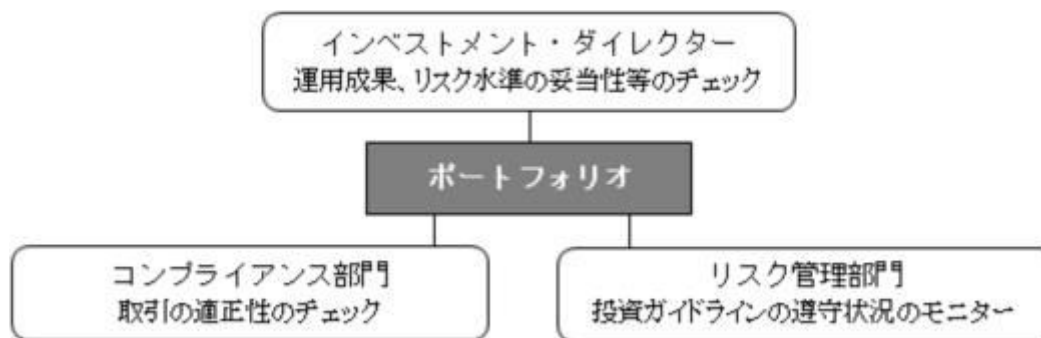 インベストメント・ダイレクター
運用成果、リスク水準の妥当性等のチェック
ポートフォリオ
コンプライアンス部門
取引の適正性のチェック
リスク管理部門
投資ガイドラインの遵守状況のモニター